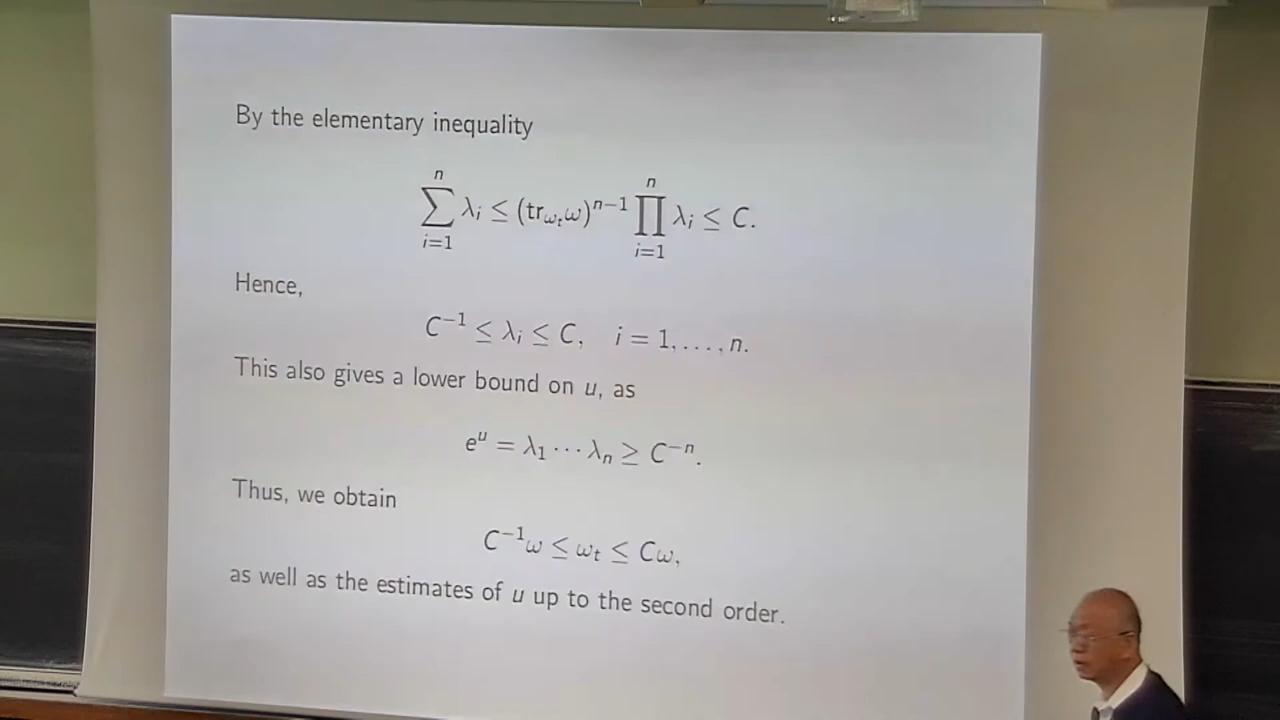 By the elementary inequality
$\sum_{i=1}^{n} \lambda_i \leq (\mathrm{tr}_{\omega_t}\omega)^{n-1} \prod_{i=1}^{n} \lambda_i \leq C.$
Hence,
$C^{-1} \leq \lambda_i \leq C, \quad i = 1, \ldots, n.$
This also gives a lower bound on $u$, as
$e^u = \lambda_1 \cdots \lambda_n \geq C^{-n}.$
Thus, we obtain
$C^{-1}\omega \leq \omega_t \leq C\omega,$
as well as the estimates of $u$ up to the second order.